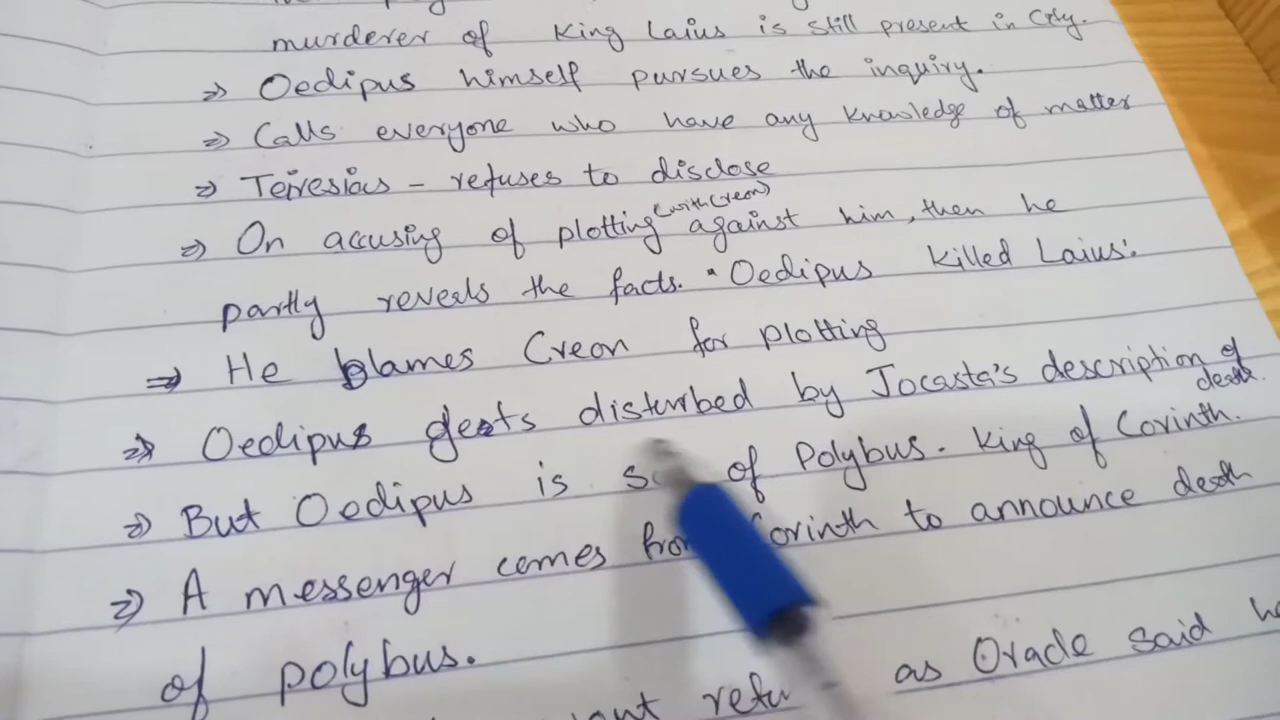 murderer of King Laius is still present in City.
⇒ Oedipus himself pursues the inquiry.
⇒ Calls everyone who have any knowledge of matter
⇒ Teiresias - refuses to disclose
(with Creon)
⇒ On accusing of plotting against him, then he
partly reveals the facts. "Oedipus killed Laius."
⇒ He blames Creon for plotting
⇒ Oedipus gets disturbed by Jocasta's description of
death.
⇒ But Oedipus is of Polybus. King of Corinth.
⇒ A messenger comes from Corinth to announce death
of polybus.
as Oracle said